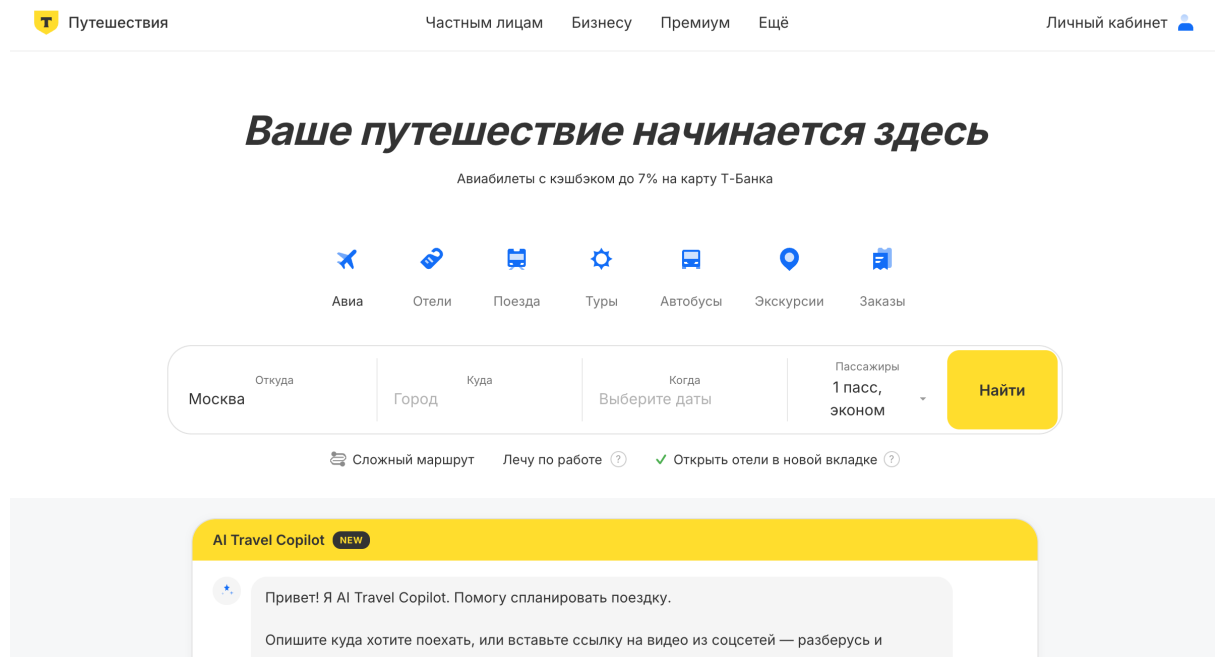 Т Путешествия
Частным лицам Бизнесу Премиум Ещё
Личный кабинет
Ваше путешествие начинается здесь
Авиабилеты с кэшбэком до 7% на карту Т-Банка
Авиа Отели Поезда Туры Автобусы Экскурсии Заказы
Откуда
Москва
Куда
Город
Когда
Выберите даты
Пассажиры
1 пасс,
эконом
Найти
Сложный маршрут Лечу по работе ? Открыть отели в новой вкладке ?
AI Travel Copilot NEW
Привет! Я AI Travel Copilot. Помогу спланировать поездку.
Опишите куда хотите поехать, или вставьте ссылку на видео из соцсетей — разберусь и